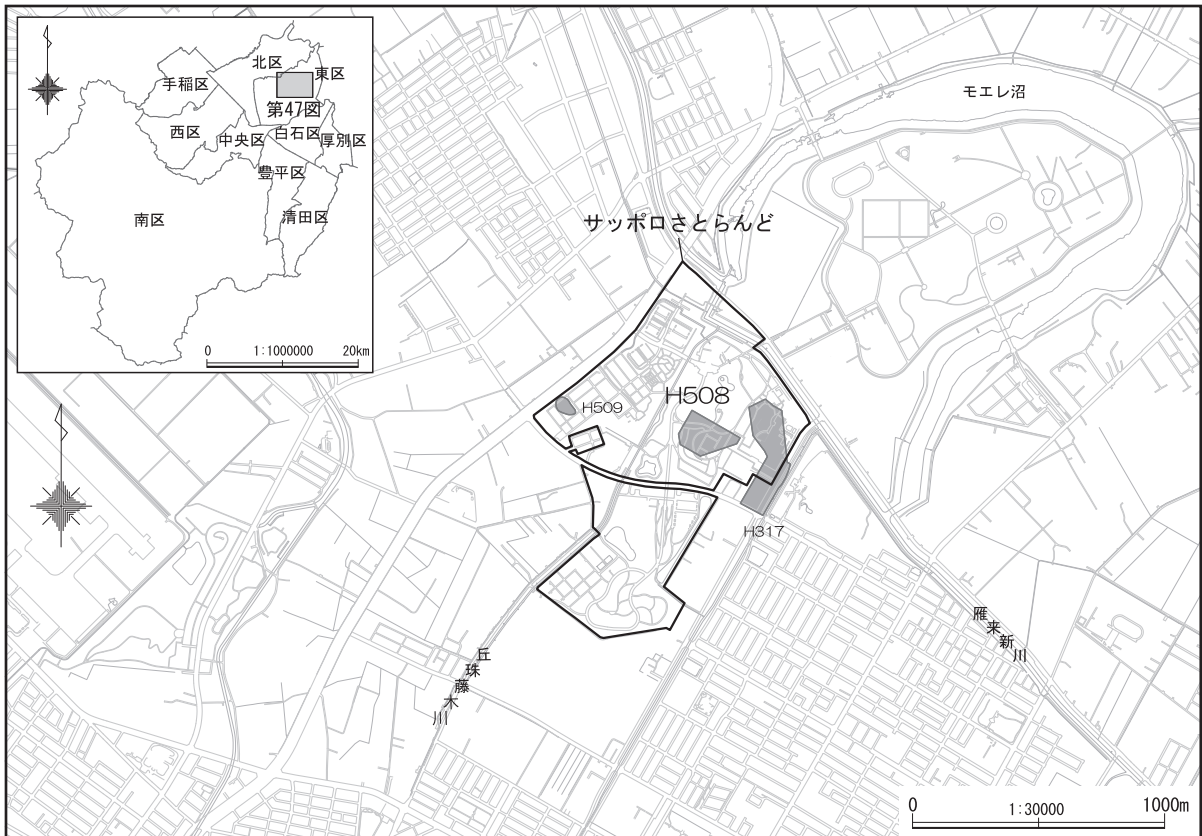 北区
手稲区
東区
第47図
西区
中央区
白石区
厚別区
豊平区
南区
清田区
0 1:1000000 20km
モエレ沼
サッポロさとらんど
H509
H508
H317
雁来新川
丘珠藤木川
0 1:30000 1000m